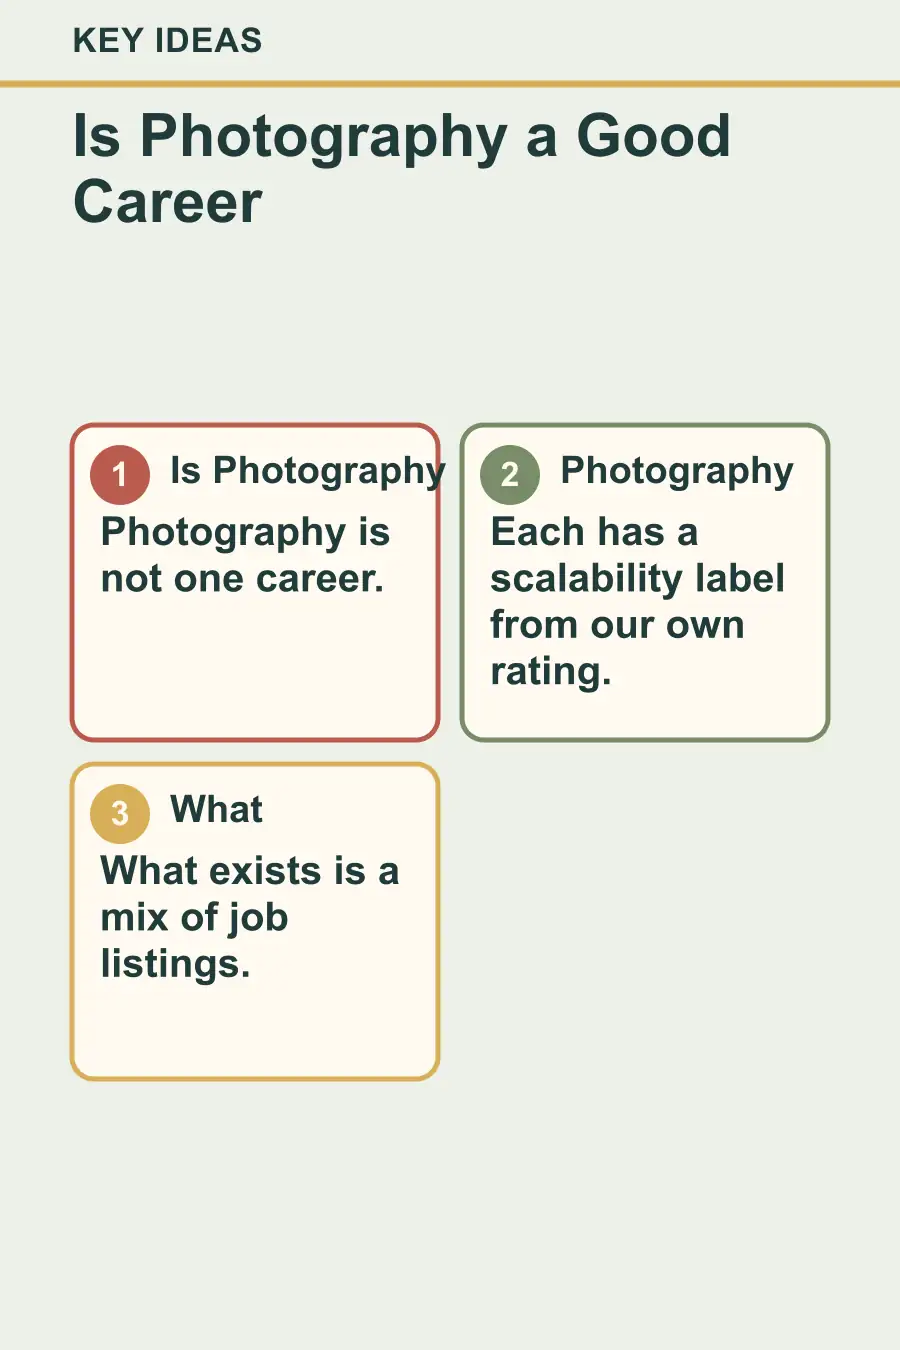 KEY IDEAS
Is Photography a Good
Career
1 Is Photography
Photography is
not one career.
2 Photography
Each has a
scalability label
from our own
rating.
3 What
What exists is a
mix of job
listings.